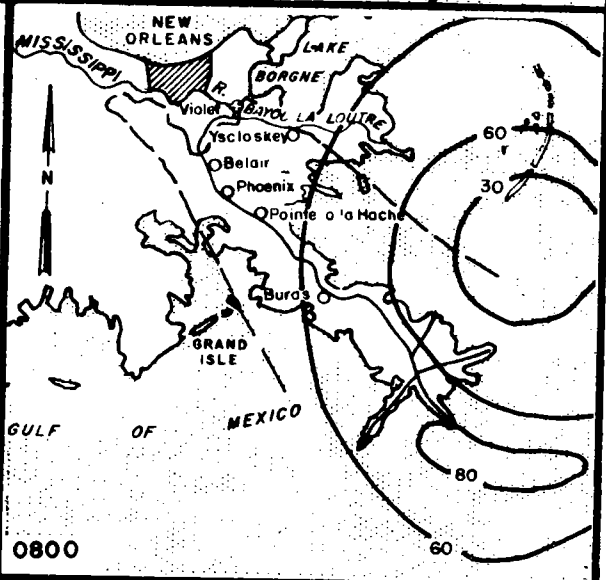 NEW
ORLEANS
MISSISSIPPI
R.
LAKE
BORGNE
Violet
BAYOU LA LOUTRE
Yscloskey
Belair
Phoenix
Pointe a la Hache
Buras
GRAND
ISLE
GULF OF MEXICO
N
60
30
80
60
0800